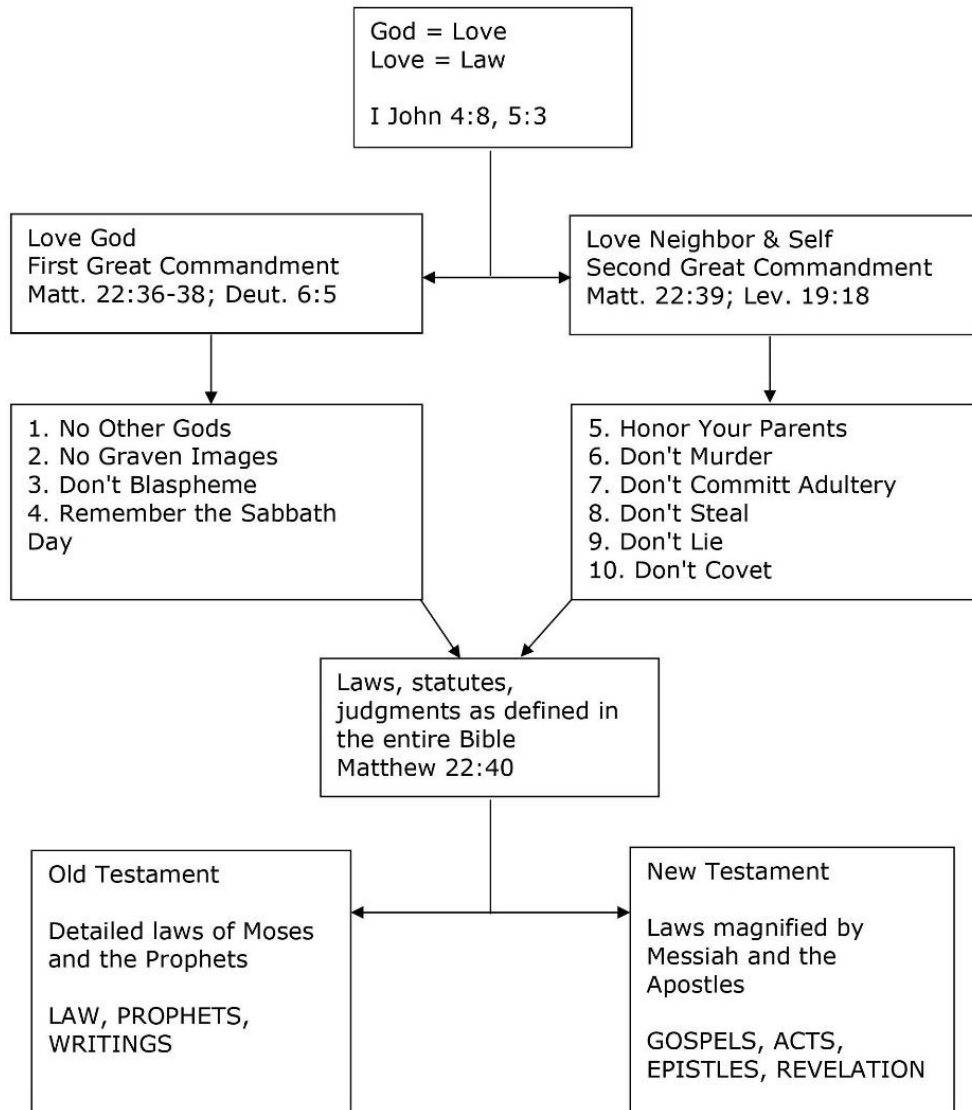 God = Love
Love = Law
I John 4:8, 5:3
Love God
First Great Commandment
Matt. 22:36-38; Deut. 6:5
Love Neighbor & Self
Second Great Commandment
Matt. 22:39; Lev. 19:18
1. No Other Gods
2. No Graven Images
3. Don't Blaspheme
4. Remember the Sabbath
Day
5. Honor Your Parents
6. Don't Murder
7. Don't Committ Adultery
8. Don't Steal
9. Don't Lie
10. Don't Covet
Laws, statutes,
judgments as defined in
the entire Bible
Matthew 22:40
Old Testament
Detailed laws of Moses
and the Prophets
LAW, PROPHETS,
WRITINGS
New Testament
Laws magnified by
Messiah and the
Apostles
GOSPELS, ACTS,
EPISTLES, REVELATION